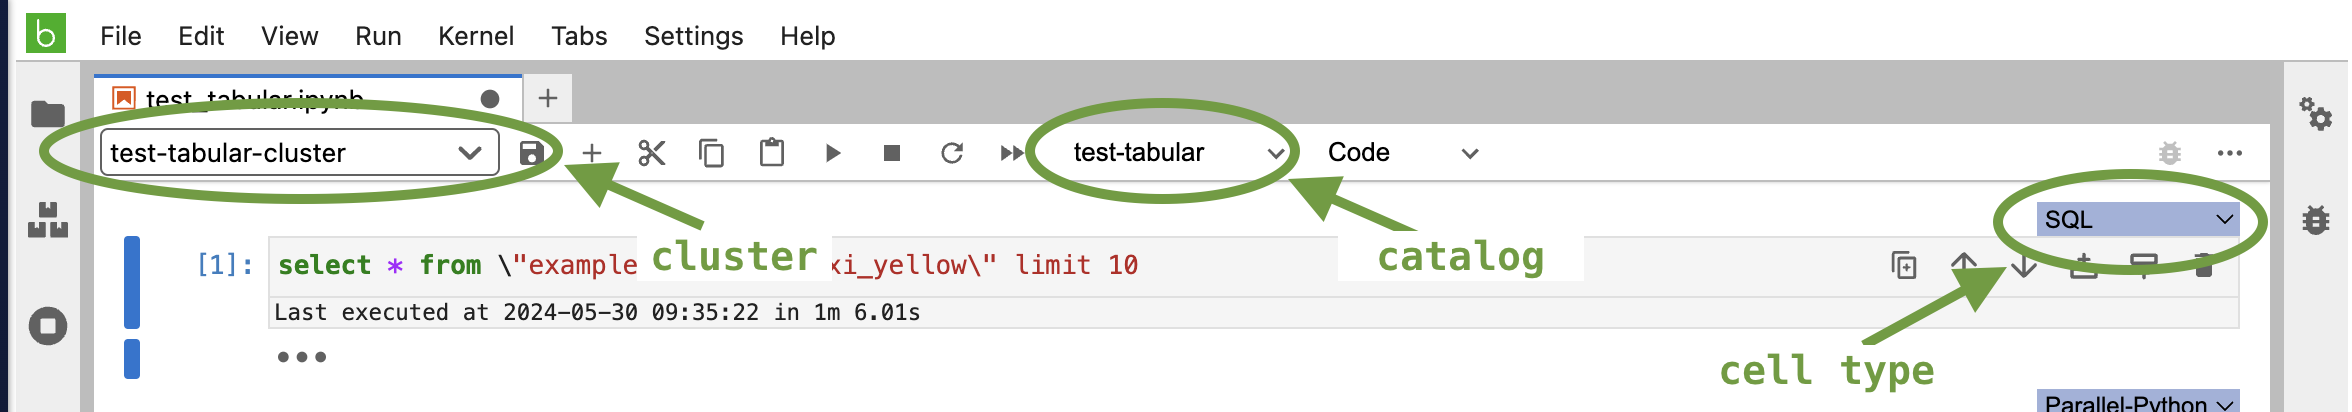 b File Edit View Run Kernel Tabs Settings Help
test_tabular.ipynb
test-tabular-cluster test-tabular Code
SQL
[1]: select * from \"example xi_yellow\" limit 10
cluster catalog
Last executed at 2024-05-30 09:35:22 in 1m 6.01s
cell type
Parallel-Python